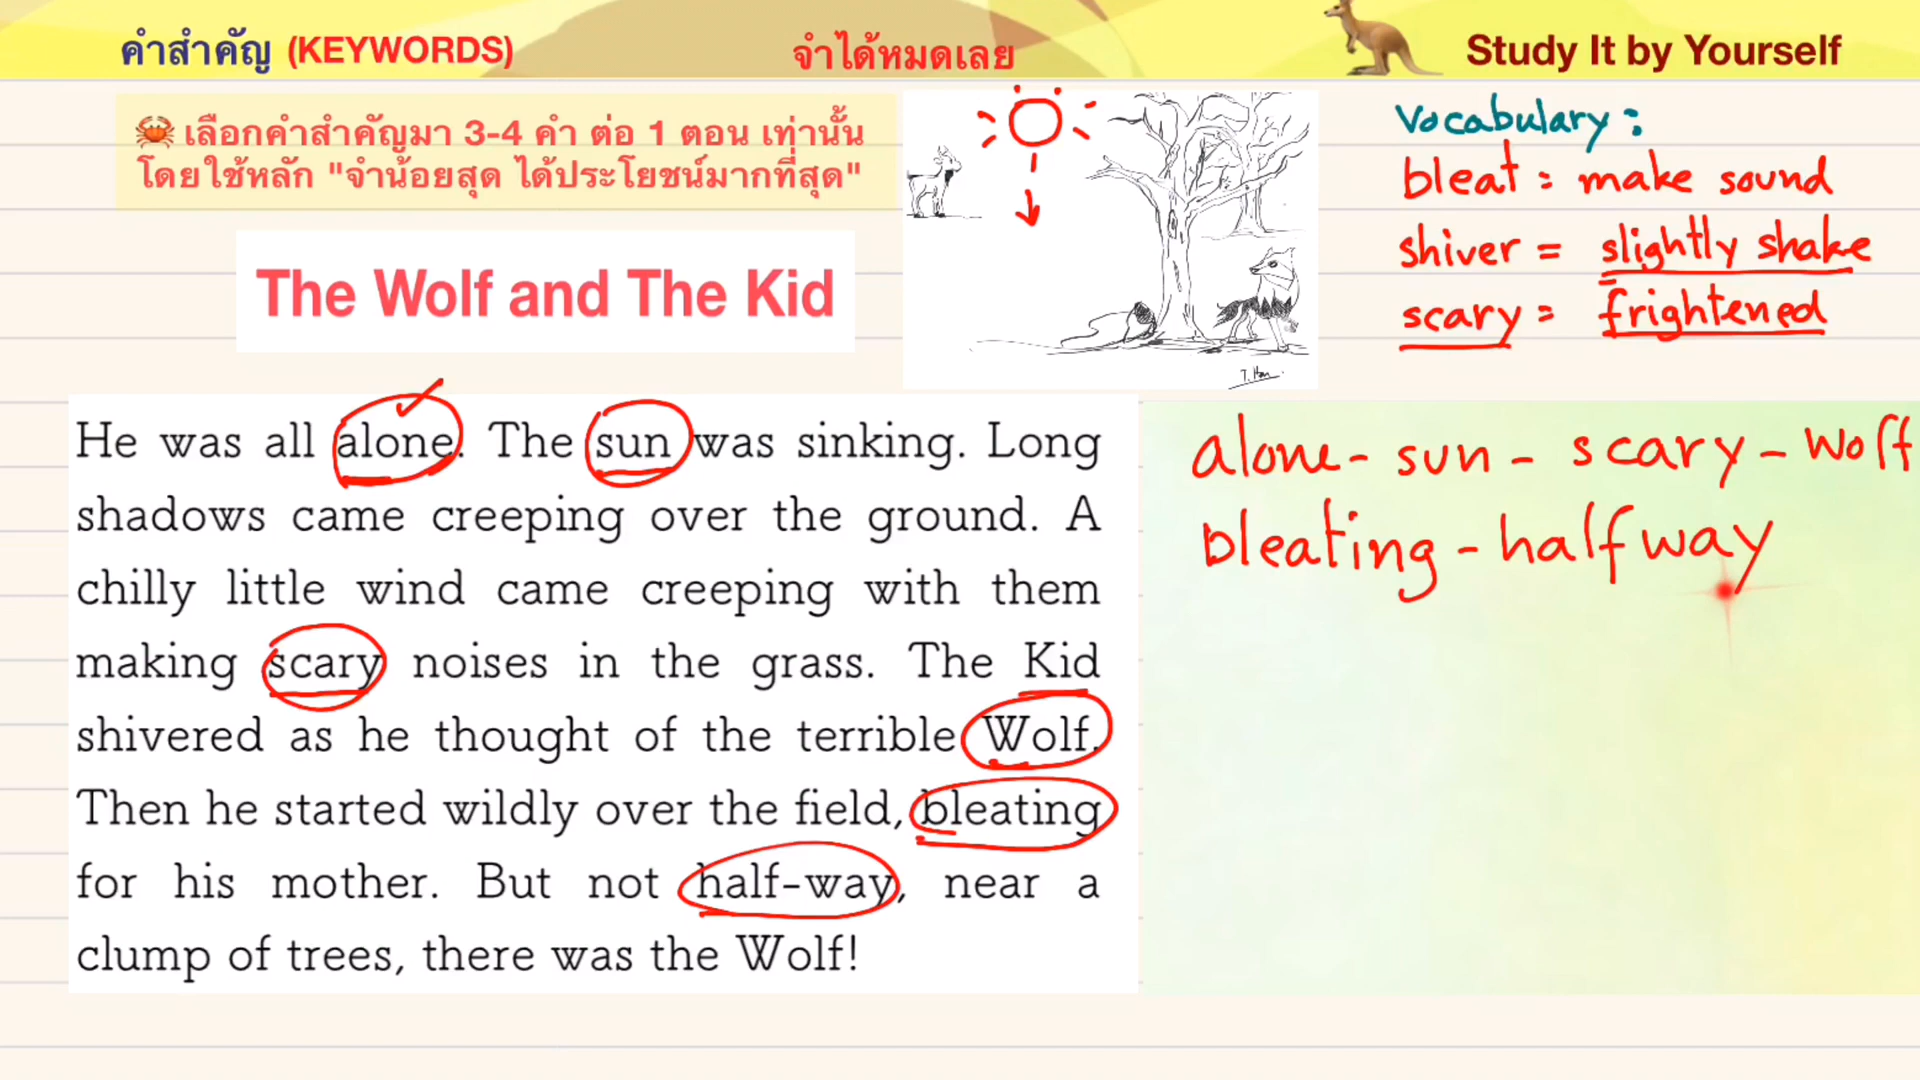 คำสำคัญ (KEYWORDS)
จำได้หมดเลย
Study It by Yourself
🦀 เลือกคำสำคัญมา 3-4 คำ ต่อ 1 ตอน เท่านั้น
โดยใช้หลัก "จำน้อยสุด ได้ประโยชน์มากที่สุด"
The Wolf and The Kid
Vocabulary :
bleat : make sound
shiver = slightly shake
scary = frightened
He was all alone. The sun was sinking. Long
shadows came creeping over the ground. A
chilly little wind came creeping with them
making scary noises in the grass. The Kid
shivered as he thought of the terrible Wolf.
Then he started wildly over the field, bleating
for his mother. But not half-way, near a
clump of trees, there was the Wolf!
alone - sun - scary - wolf
bleating - halfway